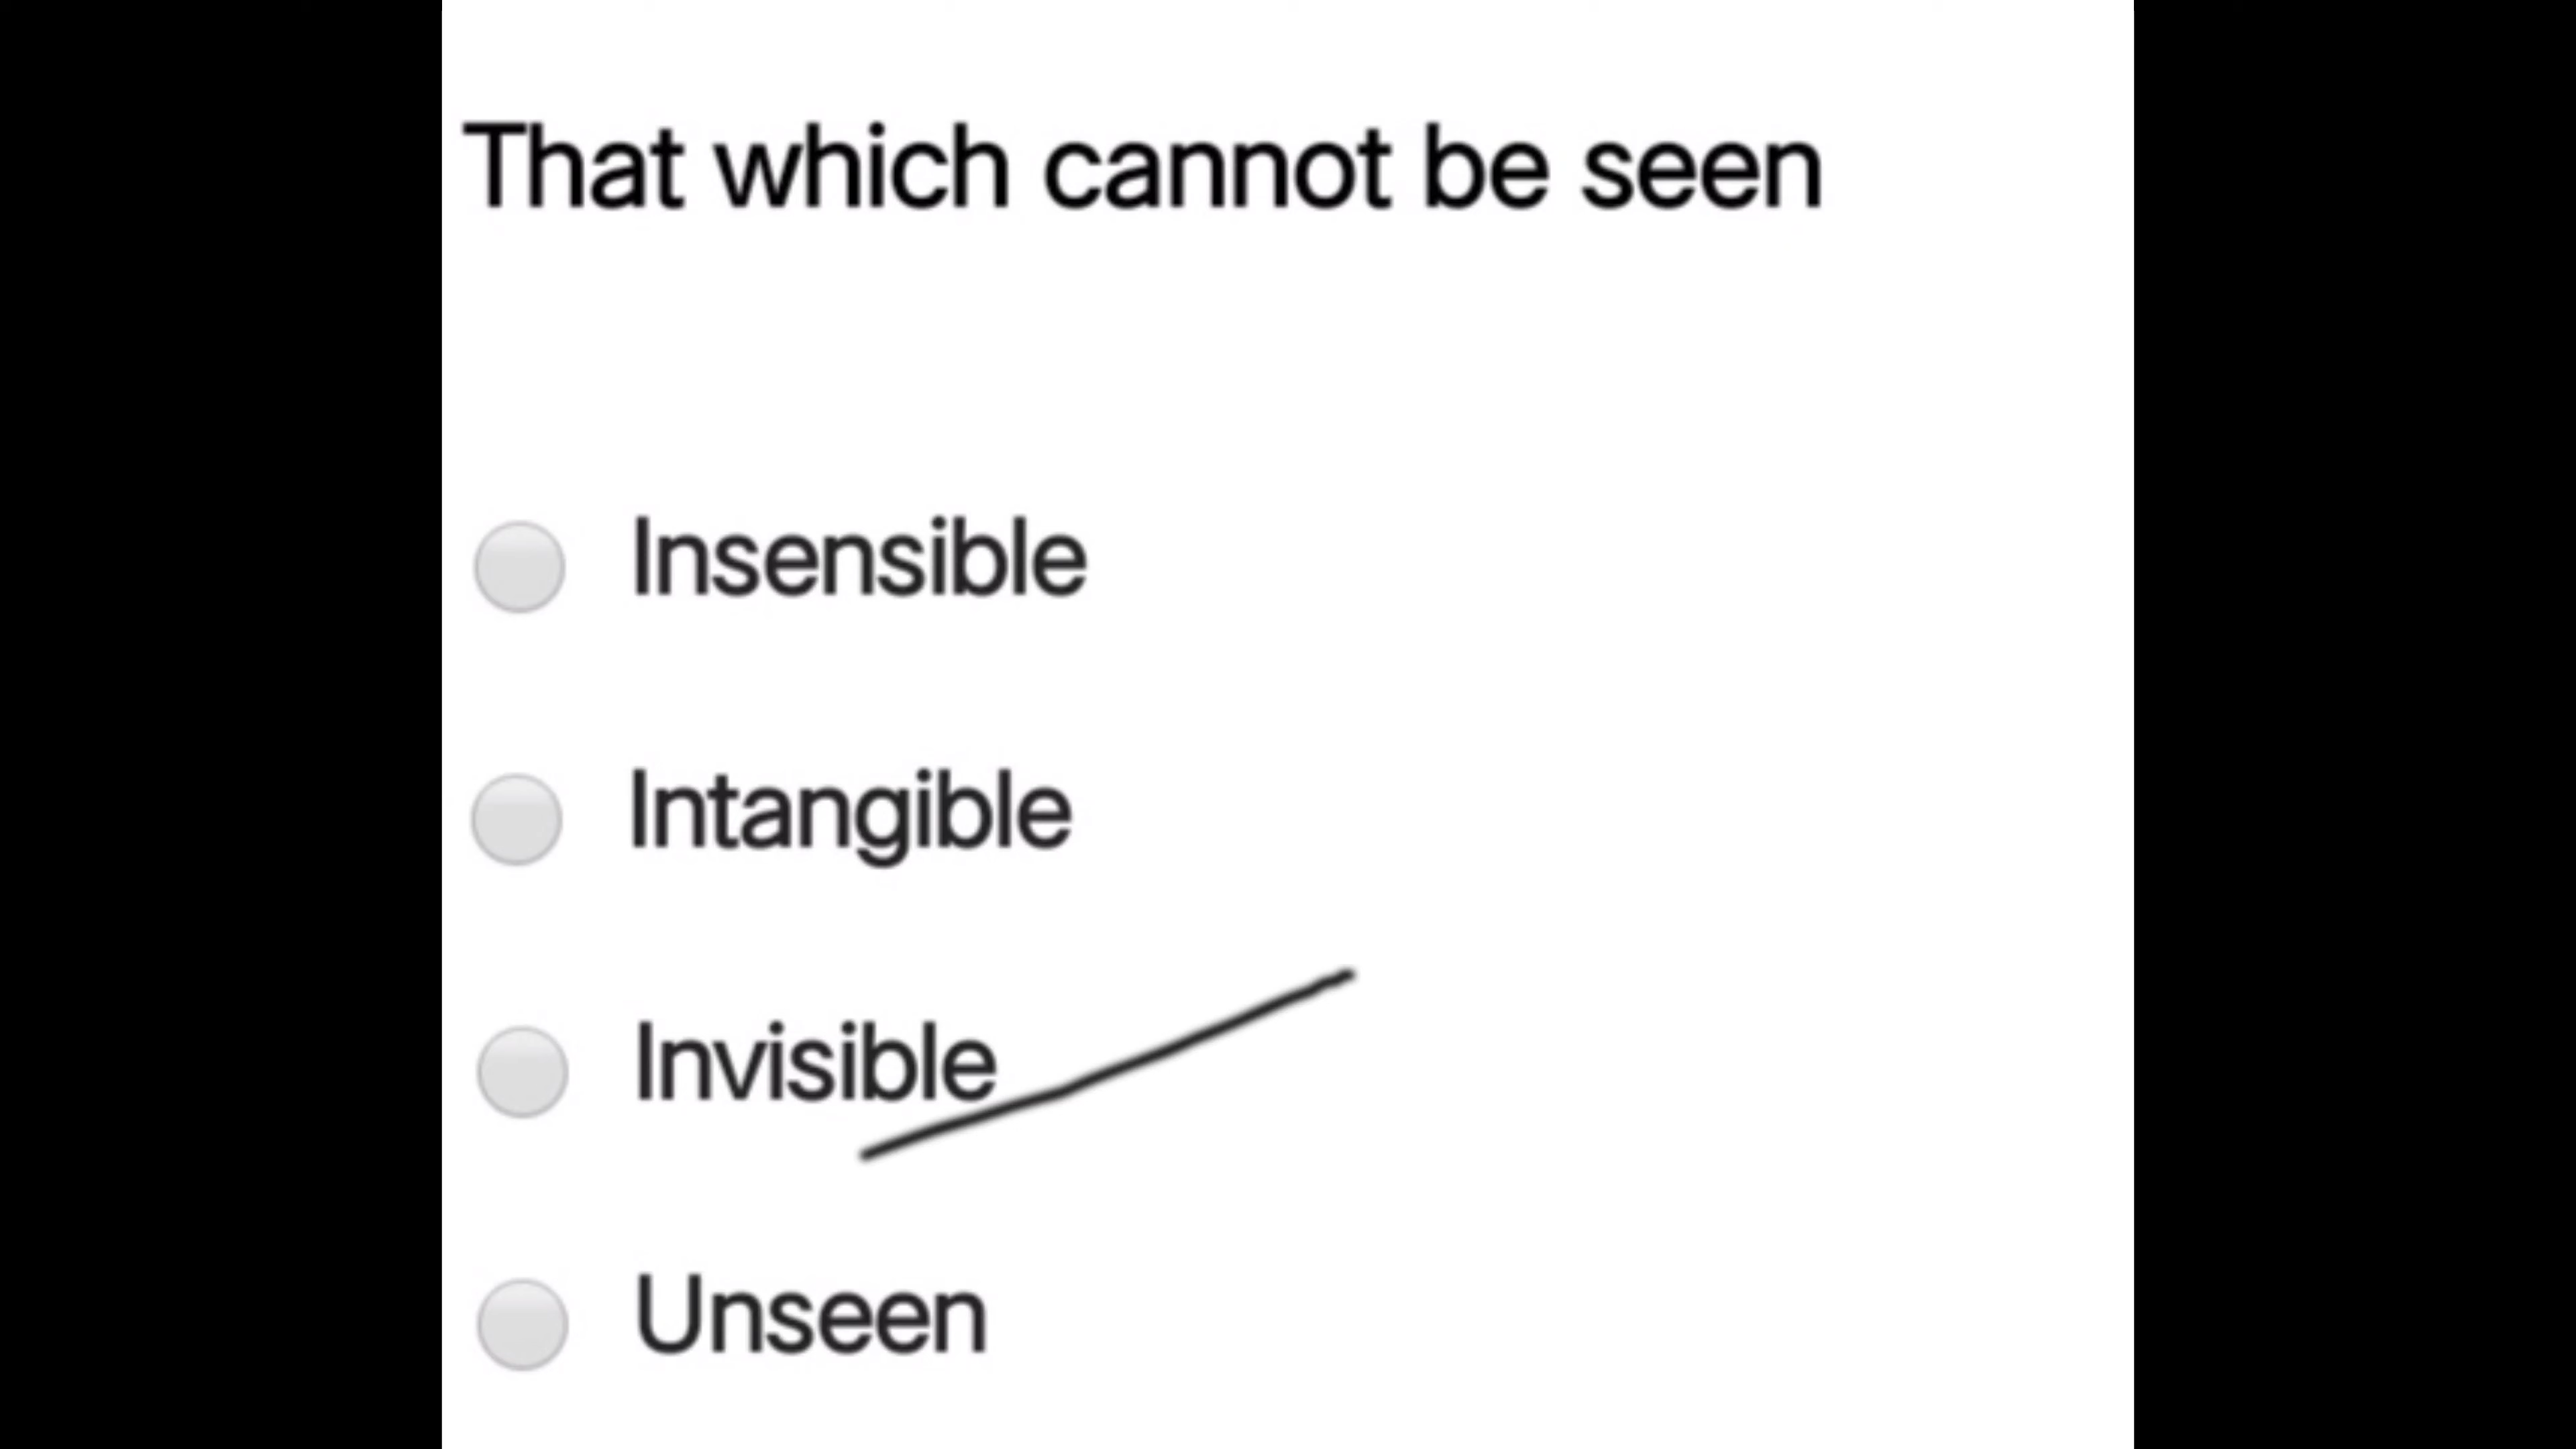 That which cannot be seen
Insensible
Intangible
Invisible
Unseen